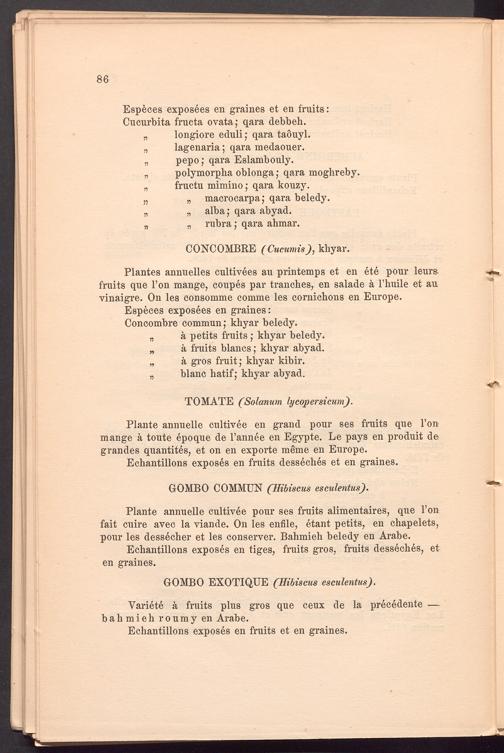 86
Espèces exposées en graines et en fruits:
Cucurbita fructa ovata; qara debbeh.
„ longiore eduli; qara taôuyl.
„ lagenaria; qara medaouer.
„ pepo; qara Eslambouly.
„ polymorpha oblonga; qara moghreby.
„ fructu mimino; qara kouzy.
„ „ macrocarpa; qara beledy.
„ „ alba; qara abyad.
„ „ rubra; qara ahmar.
CONCOMBRE (Cucumis), khyar.
Plantes annuelles cultivées au printemps et en été pour leurs
fruits que l'on mange, coupés par tranches, en salade à l'huile et au
vinaigre. On les consomme comme les cornichons en Europe.
Espèces exposées en graines:
Concombre commun; khyar beledy.
„ à petits fruits; khyar beledy.
„ à fruits blancs; khyar abyad.
„ à gros fruit; khyar kibir.
„ blanc hatif; khyar abyad.
TOMATE (Solanum lycopersicum).
Plante annuelle cultivée en grand pour ses fruits que l'on
mange à toute époque de l'année en Egypte. Le pays en produit de
grandes quantités, et on en exporte même en Europe.
Echantillons exposés en fruits desséchés et en graines.
GOMBO COMMUN (Hibiscus esculentus).
Plante annuelle cultivée pour ses fruits alimentaires, que l'on
fait cuire avec la viande. On les enfile, étant petits, en chapelets,
pour les dessécher et les conserver. Bahmieh beledy en Arabe.
Echantillons exposés en tiges, fruits gros, fruits desséchés, et
en graines.
GOMBO EXOTIQUE (Hibiscus esculentus).
Variété à fruits plus gros que ceux de la précédente —
bahmieh roumy en Arabe.
Echantillons exposés en fruits et en graines.